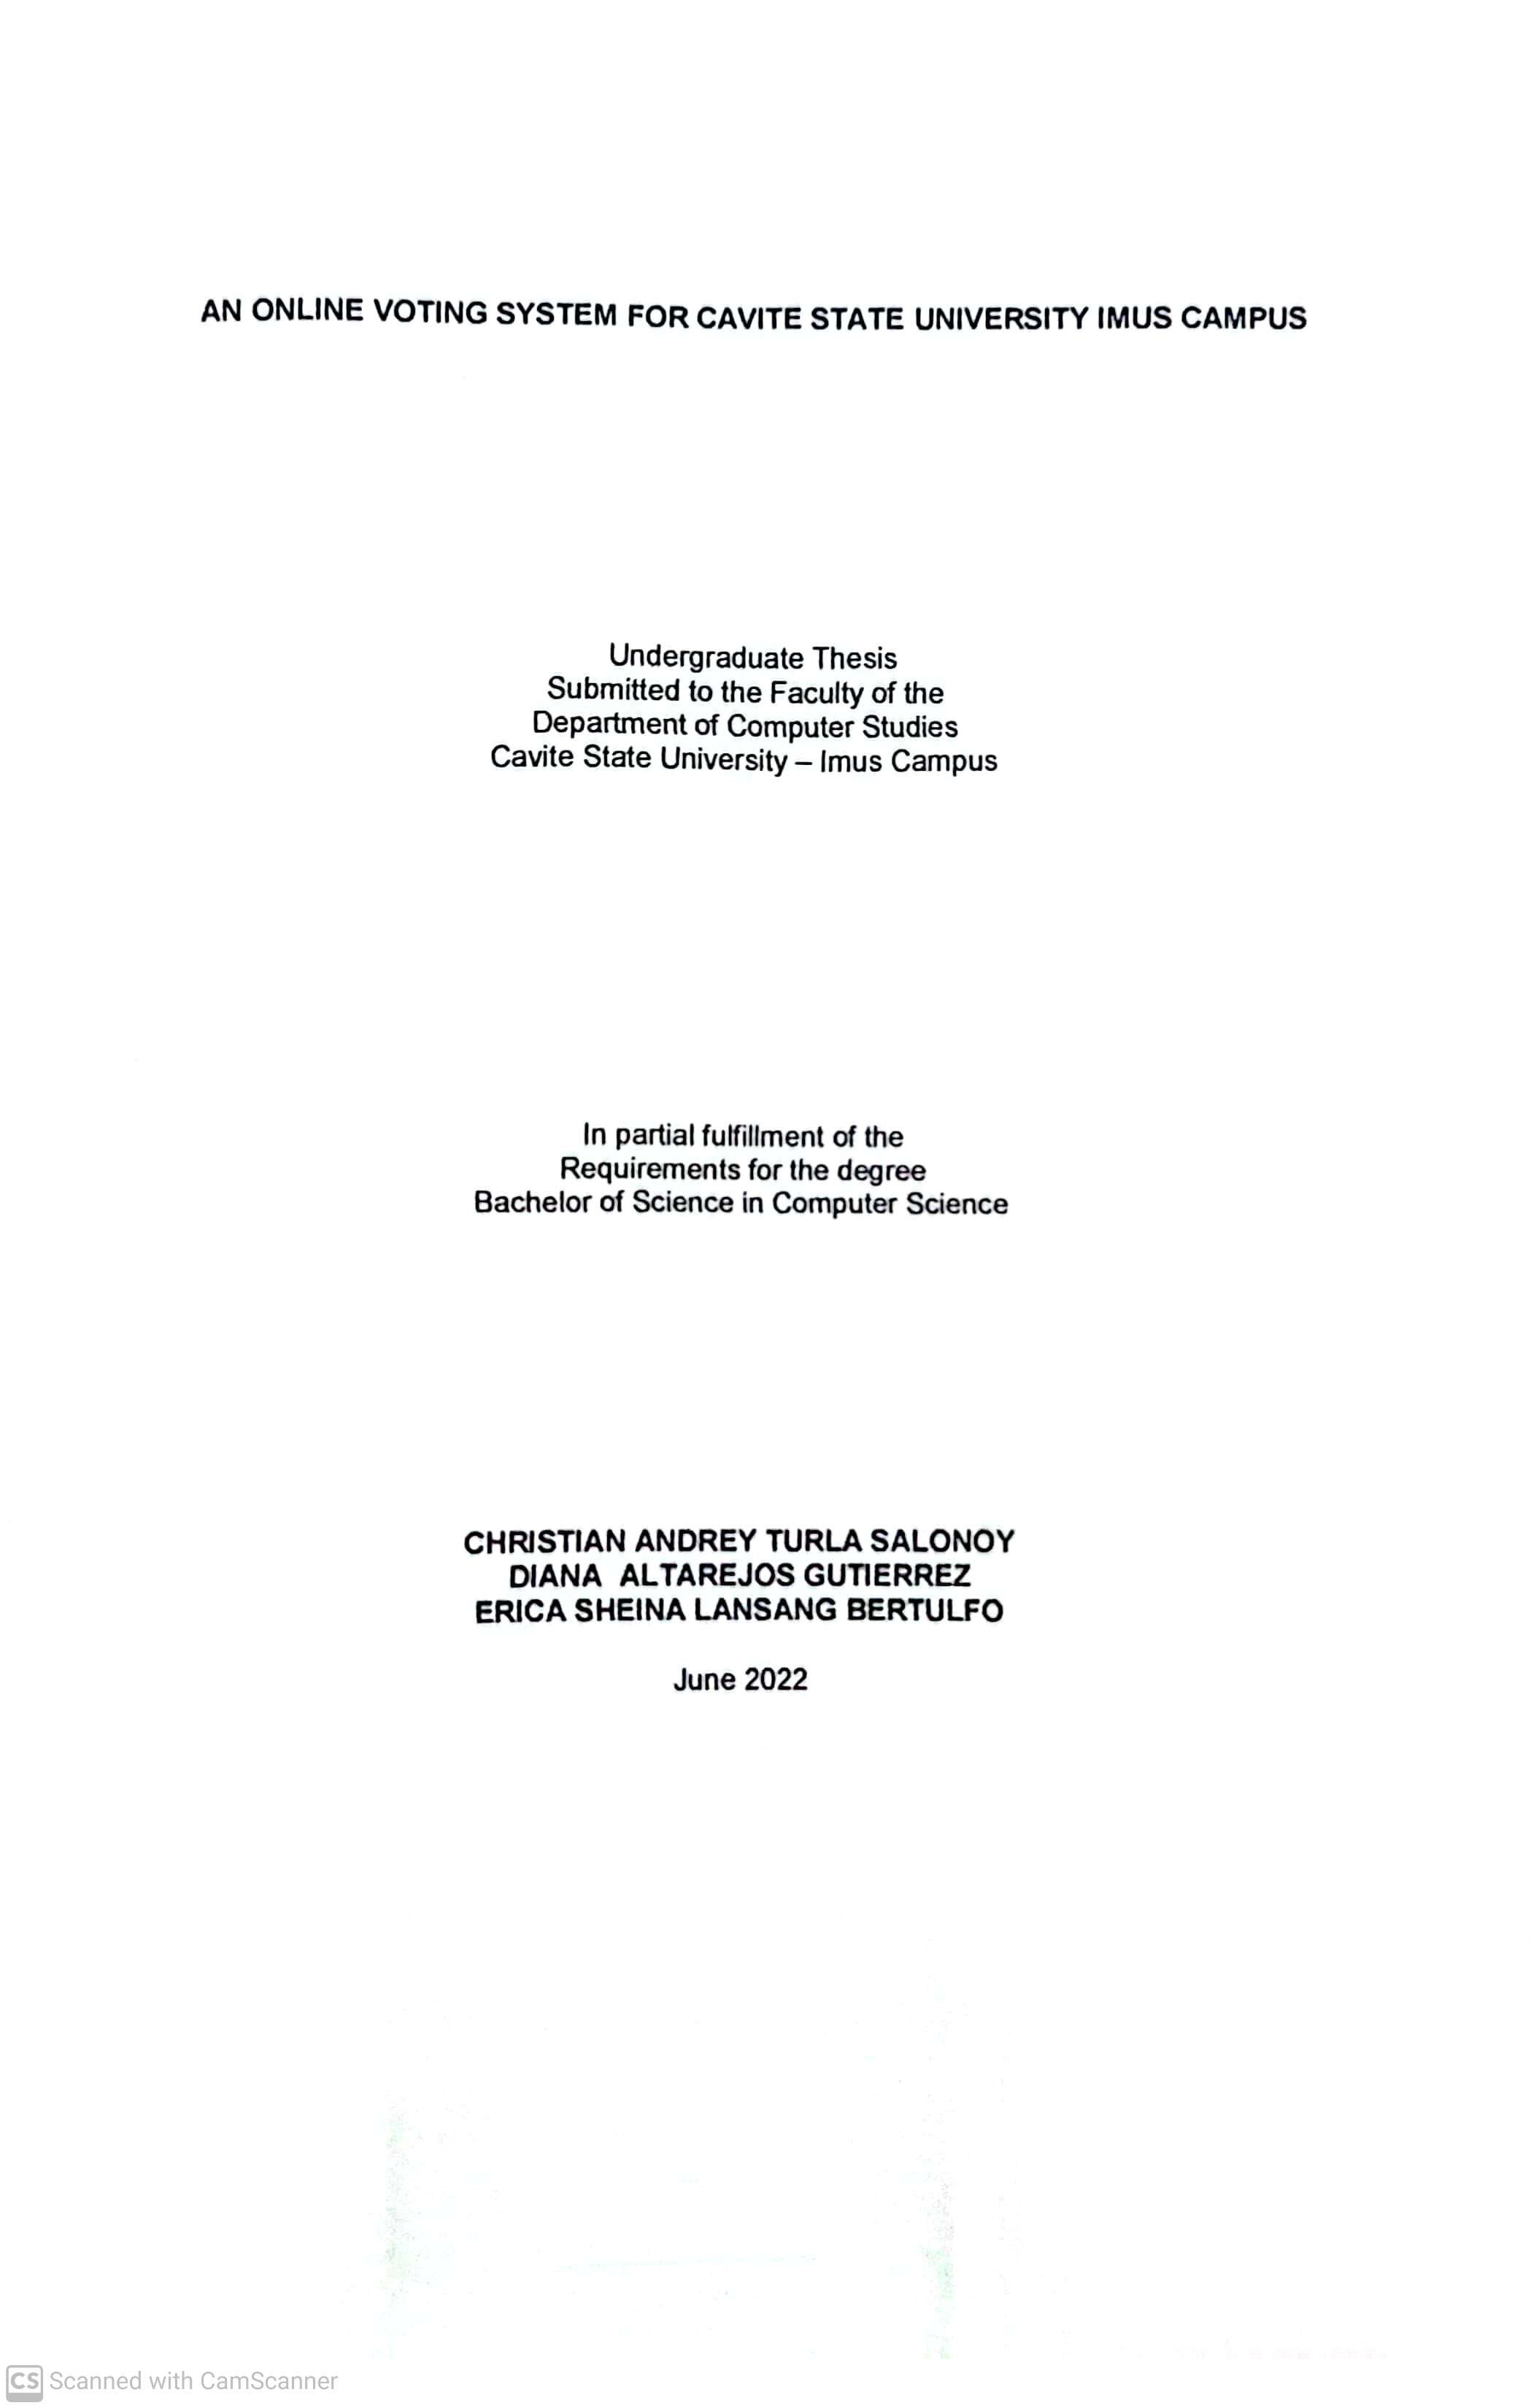 AN ONLINE VOTING SYSTEM FOR CAVITE STATE UNIVERSITY IMUS CAMPUS
Undergraduate Thesis
Submitted to the Faculty of the
Department of Computer Studies
Cavite State University – Imus Campus
In partial fulfillment of the
Requirements for the degree
Bachelor of Science in Computer Science
CHRISTIAN ANDREY TURLA SALONOY
DIANA ALTAREJOS GUTIERREZ
ERICA SHEINA LANSANG BERTULFO
June 2022
CS Scanned with CamScanner